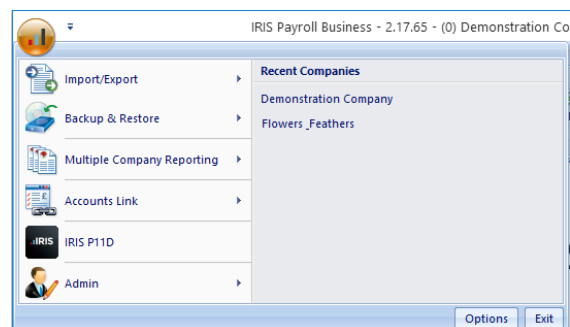 IRIS Payroll Business - 2.17.65 - (0) Demonstration Co
Import/Export
Backup & Restore
Multiple Company Reporting
Accounts Link
IRIS
IRIS P11D
Admin
Recent Companies
Demonstration Company
Flowers _Feathers
Options
Exit